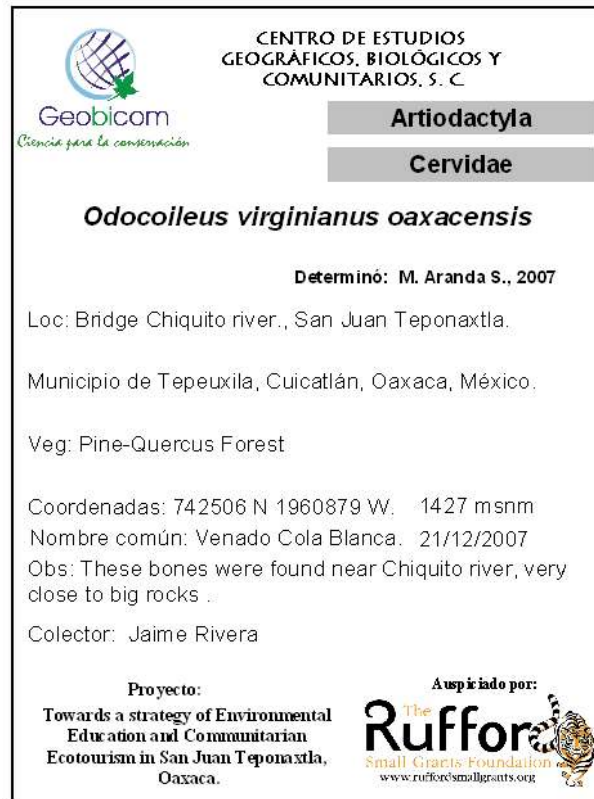 CENTRO DE ESTUDIOS
GEOGRÁFICOS, BIOLÓGICOS Y
COMUNITARIOS, S. C
Geobicom
Ciencia para la conservación
Artiodactyla
Cervidae
Odocoileus virginianus oaxacensis
Determinó: M. Aranda S., 2007
Loc: Bridge Chiquito river., San Juan Teponaxtla.
Municipio de Tepeuxila, Cuicatlán, Oaxaca, México.
Veg: Pine-Quercus Forest
Coordenadas: 742506 N 1960879 W. 1427 msnm
Nombre común: Venado Cola Blanca. 21/12/2007
Obs: These bones were found near Chiquito river, very
close to big rocks .
Colector: Jaime Rivera
Proyecto:
Towards a strategy of Environmental
Education and Communitarian
Ecotourism in San Juan Teponaxtla,
Oaxaca.
Auspiciado por:
The
Rufford
Small Grants Foundation
www.ruffordsmallgrants.org